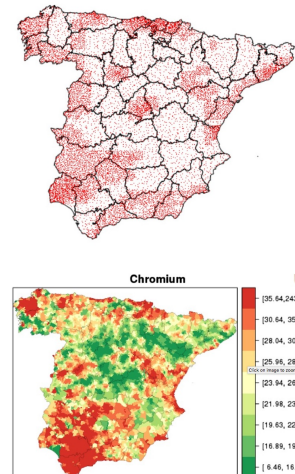 Chromium
[35.64,243
[30.64, 35
[28.04, 30
[25.96, 28
Click on image to zoom
[23.94, 26
[21.98, 23
[19.63, 22
[16.89, 19
[ 6.46, 16